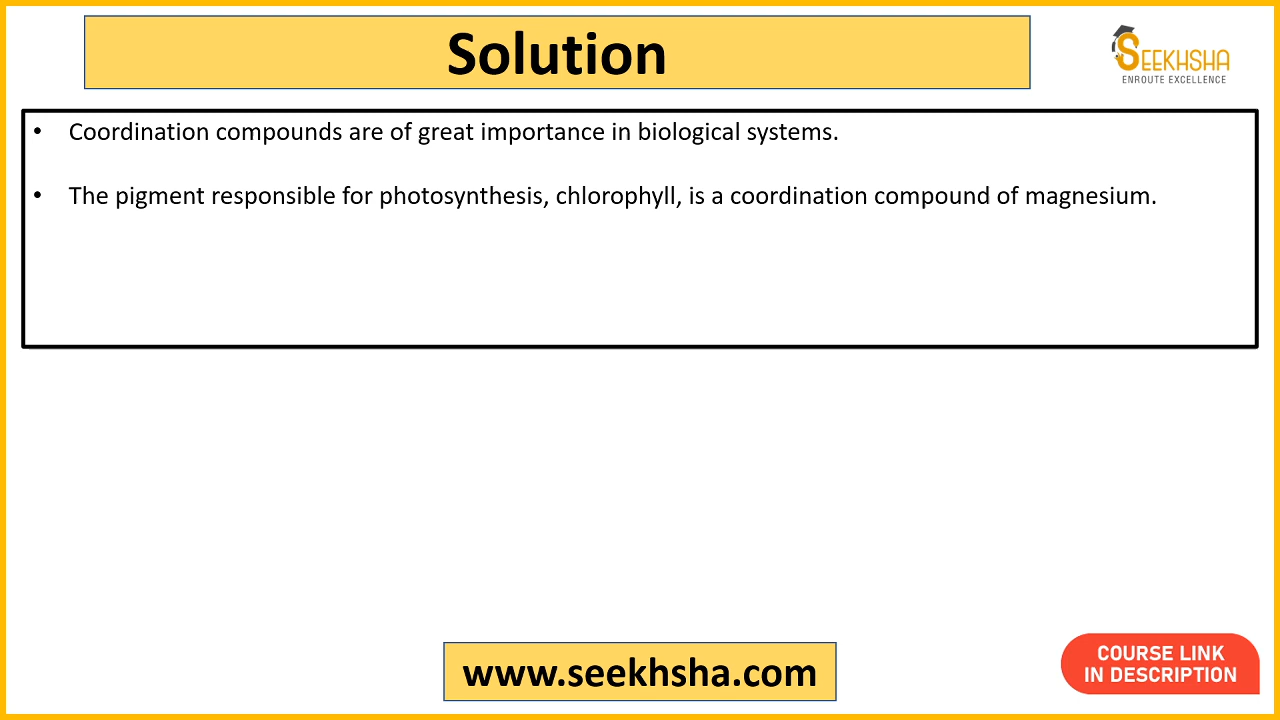 Solution
SEEKHSHA
ENROUTE EXCELLENCE
• Coordination compounds are of great importance in biological systems.
• The pigment responsible for photosynthesis, chlorophyll, is a coordination compound of magnesium.
www.seekhsha.com
COURSE LINK
IN DESCRIPTION